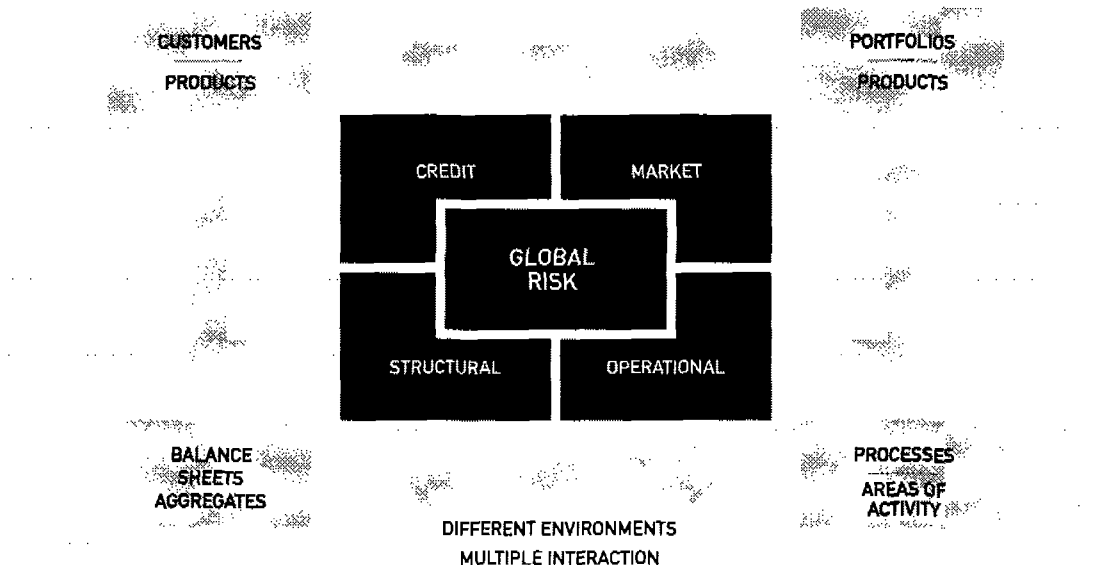 CUSTOMERS
PRODUCTS
PORTFOLIOS
PRODUCTS
CREDIT
MARKET
GLOBAL
RISK
STRUCTURAL
OPERATIONAL
BALANCE
SHEETS
AGGREGATES
PROCESSES
AREAS OF
ACTIVITY
DIFFERENT ENVIRONMENTS
MULTIPLE INTERACTION